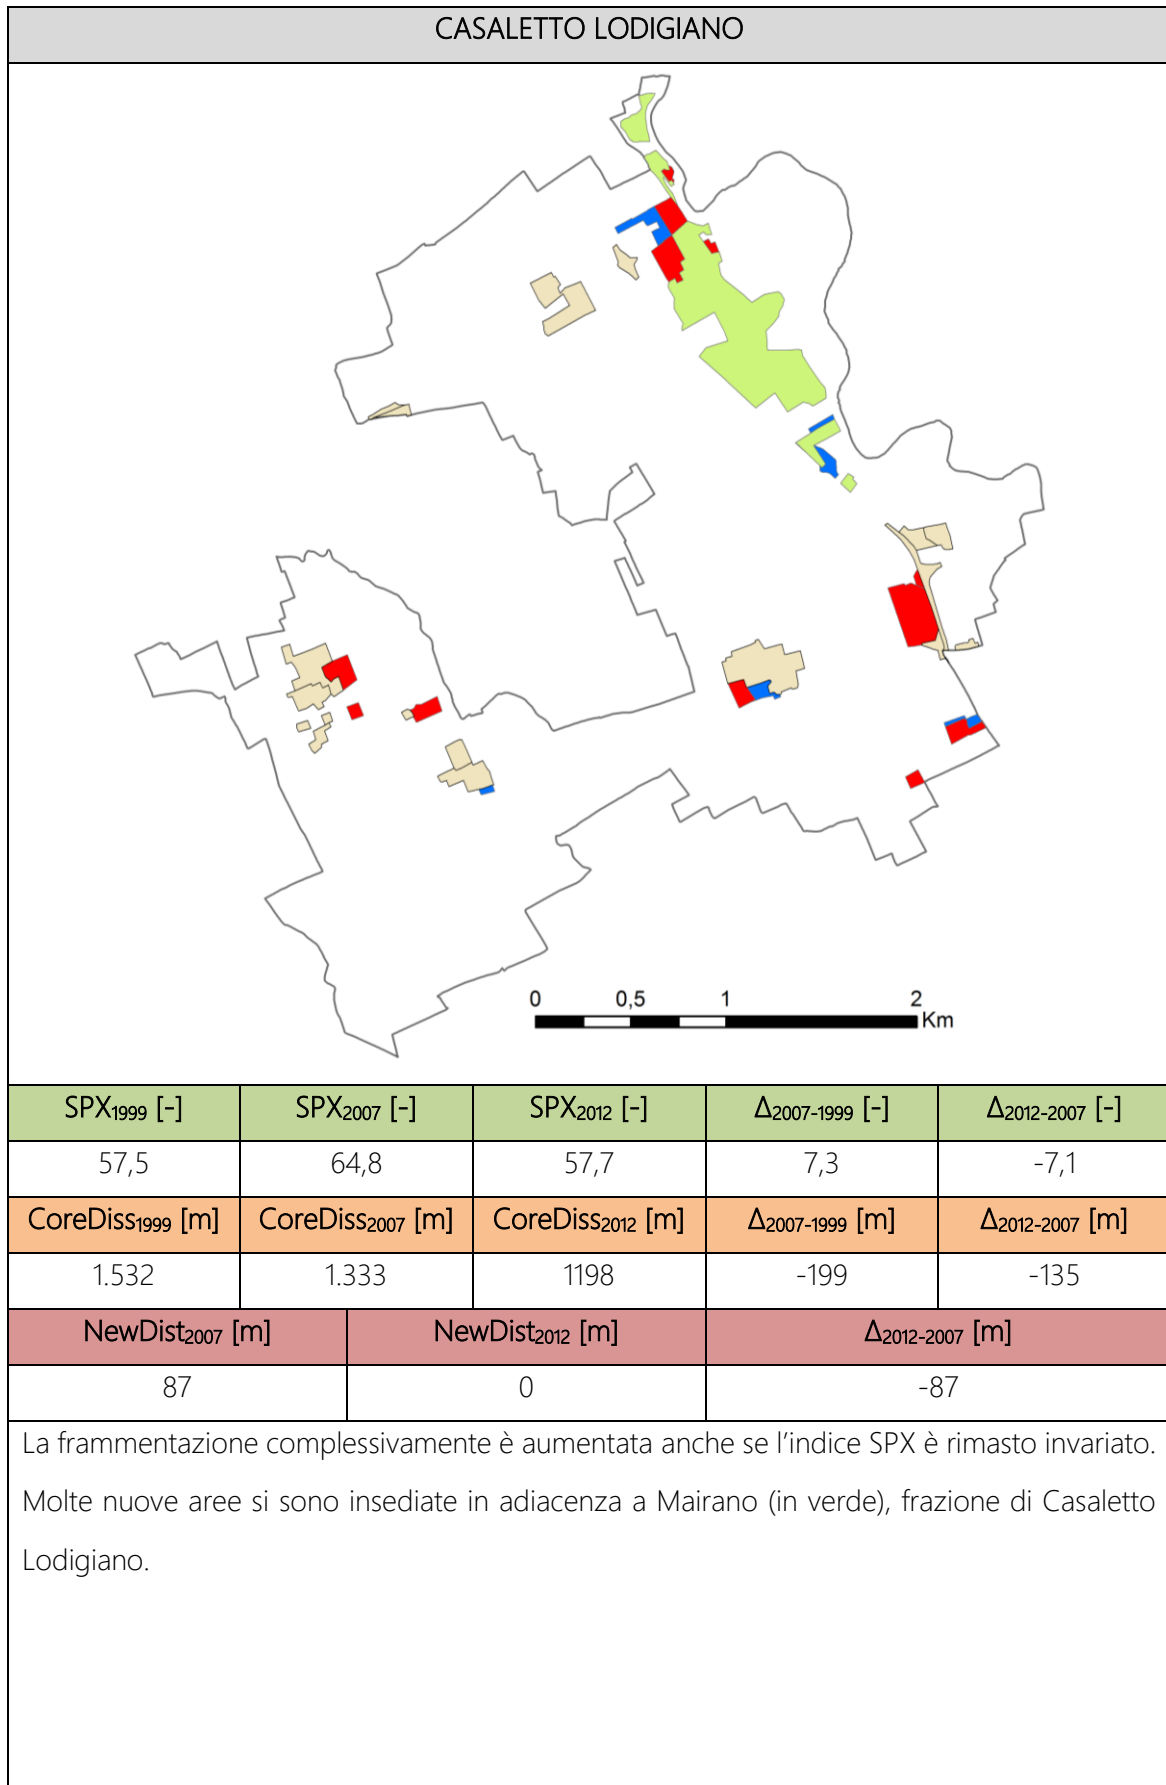 CASALETTO LODIGIANO
0 0,5 1 2
Km
SPX1999 [-] SPX2007 [-] SPX2012 [-] Δ2007-1999 [-] Δ2012-2007 [-]
57,5 64,8 57,7 7,3 -7,1
CoreDiss1999 [m] CoreDiss2007 [m] CoreDiss2012 [m] Δ2007-1999 [m] Δ2012-2007 [m]
1.532 1.333 1198 -199 -135
NewDist2007 [m] NewDist2012 [m] Δ2012-2007 [m]
87 0 -87
La frammentazione complessivamente è aumentata anche se l'indice SPX è rimasto invariato.
Molte nuove aree si sono insediate in adiacenza a Mairano (in verde), frazione di Casaletto
Lodigiano.